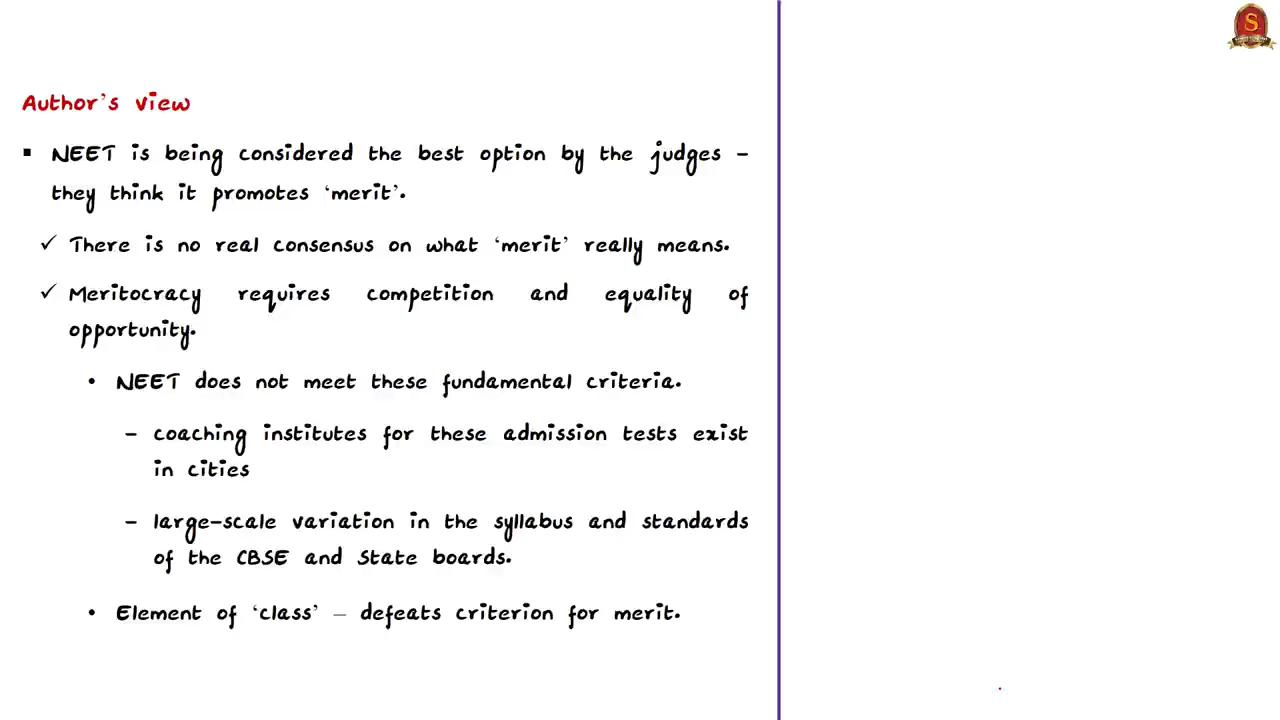 Author's view
▪ NEET is being considered the best option by the judges –
they think it promotes 'merit'.
✓ There is no real consensus on what 'merit' really means.
✓ Meritocracy requires competition and equality of
opportunity.
• NEET does not meet these fundamental criteria.
– coaching institutes for these admission tests exist
in cities
– large-scale variation in the syllabus and standards
of the CBSE and State boards.
• Element of 'class' – defeats criterion for merit.
S